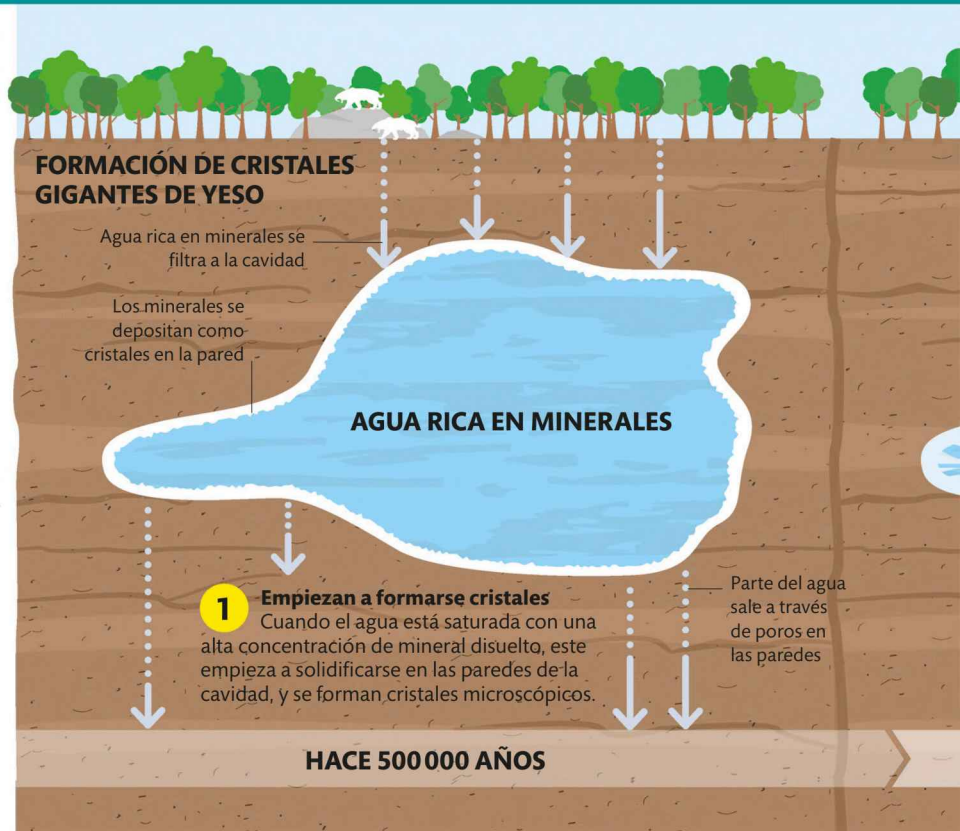 FORMACIÓN DE CRISTALES
GIGANTES DE YESO
Agua rica en minerales se
filtra a la cavidad
Los minerales se
depositan como
cristales en la pared
AGUA RICA EN MINERALES
1
Empiezan a formarse cristales
Cuando el agua está saturada con una
alta concentración de mineral disuelto, este
empieza a solidificarse en las paredes de la
cavidad, y se forman cristales microscópicos.
Parte del agua
sale a través
de poros en
las paredes
HACE 500 000 AÑOS